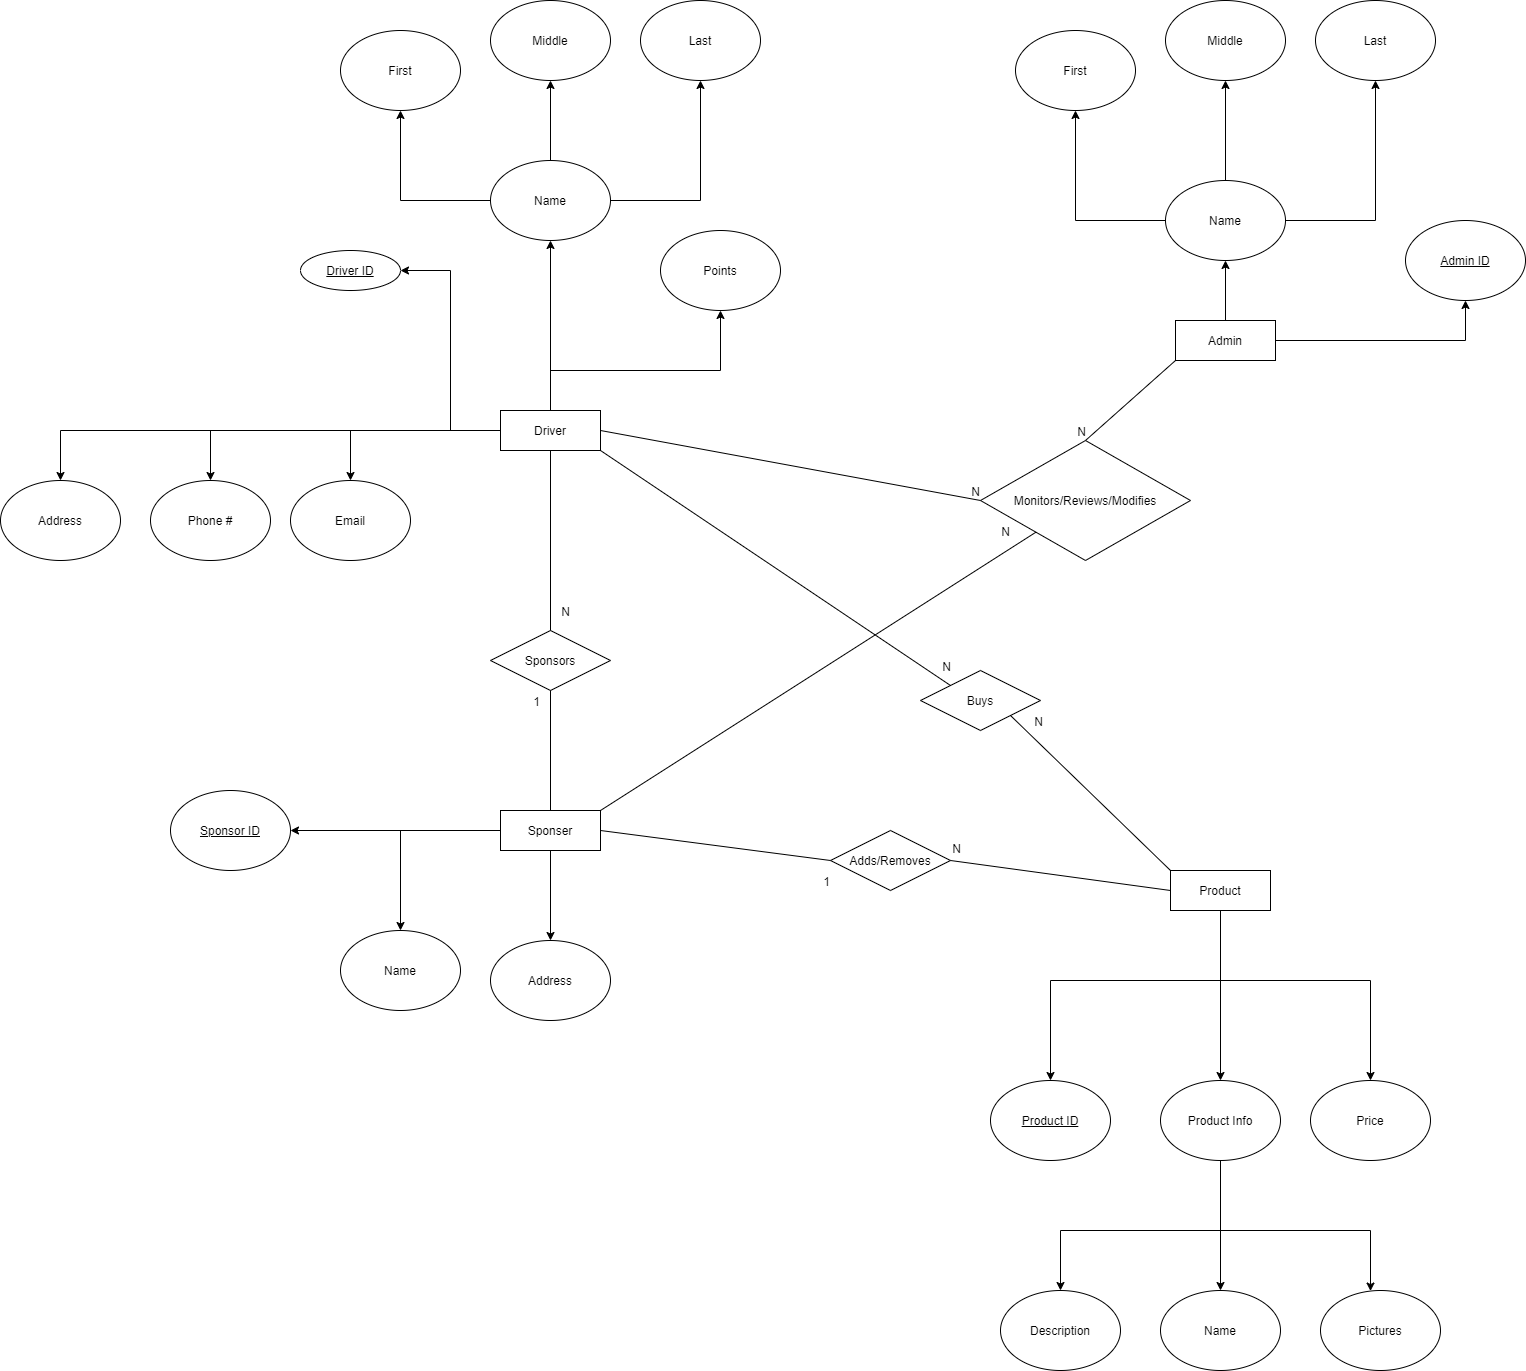 Middle
Last
Middle
Last
First
First
Name
Name
Driver ID
Points
Admin ID
Admin
Driver
N
N
Monitors/Reviews/Modifies
Address
Phone #
Email
N
N
Sponsors
N
1
Buys
N
Sponsor ID
Sponser
N
Adds/Removes
1
Product
Name
Address
Product ID
Product Info
Price
Description
Name
Pictures